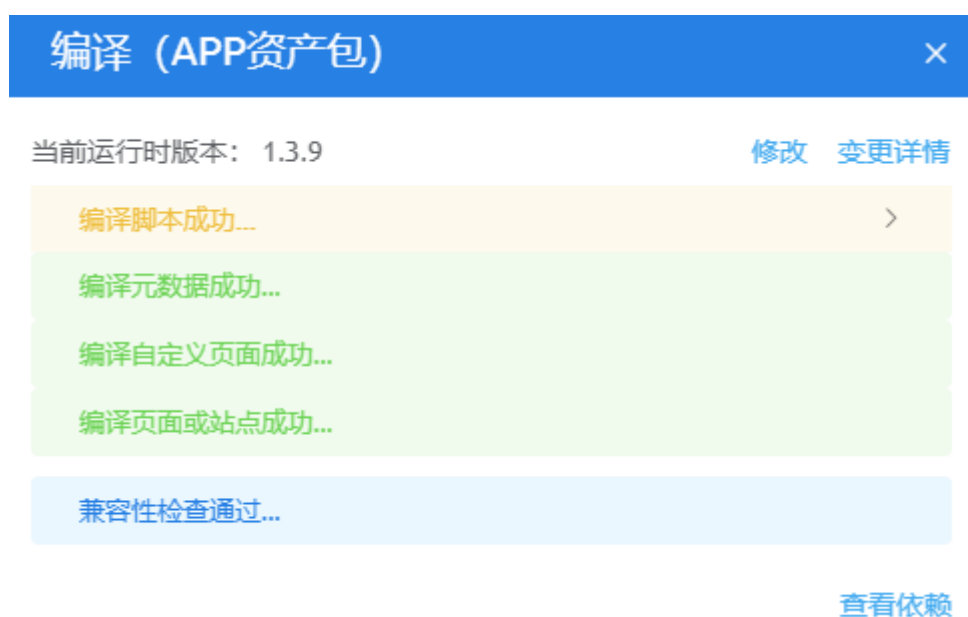 编译（APP资产包)
当前运行时版本： 1.3.9 修改 变更详情
编译脚本成功...
编译元数据成功...
编译自定义页面成功...
编译页面或站点成功...
兼容性检查通过...
查看依赖